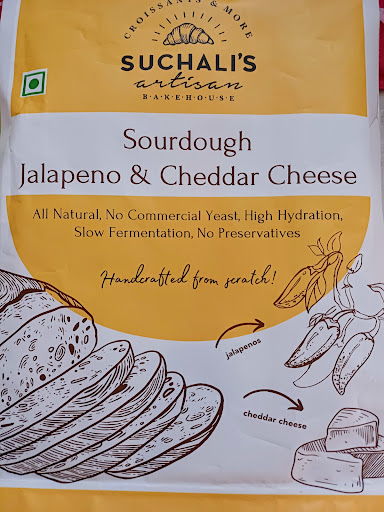 CROISSANTS & MORE
SUCHALI'S
artisan
BAKEHOUSE
Sourdough
Jalapeno & Cheddar Cheese
All Natural, No Commercial Yeast, High Hydration,
Slow Fermentation, No Preservatives
Handcrafted from scratch!
jalapenos
cheddar cheese